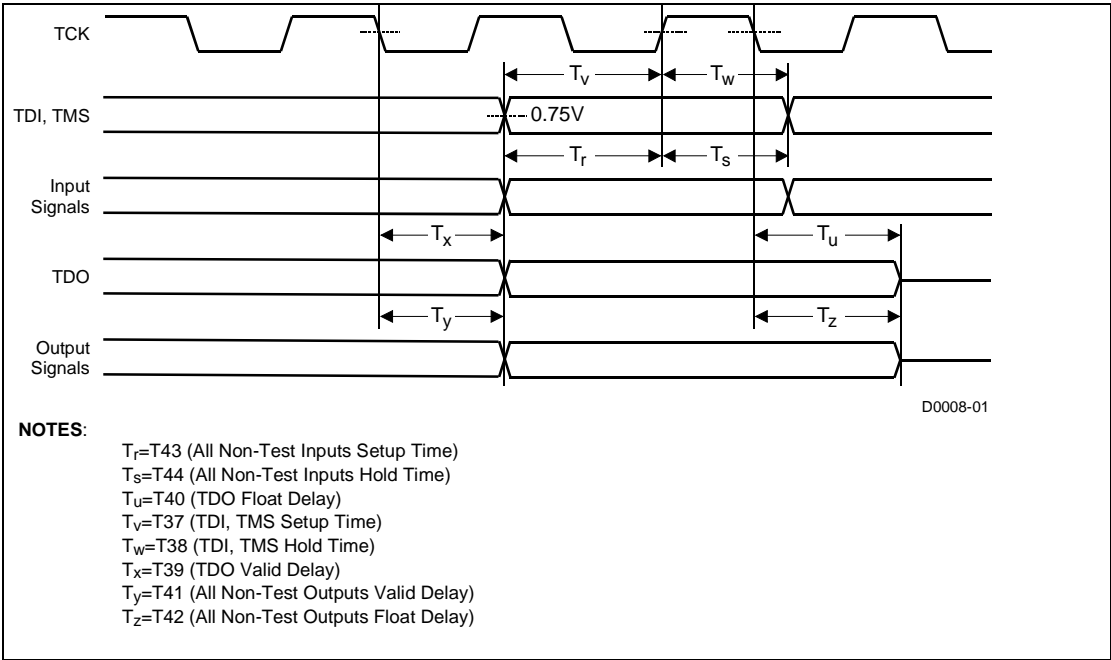 TCK
Tv
Tw
TDI, TMS
0.75V
Tr
Ts
Input
Signals
Tx
Tu
TDO
Ty
Tz
Output
Signals
D0008-01
NOTES:
Tr=T43 (All Non-Test Inputs Setup Time)
Ts=T44 (All Non-Test Inputs Hold Time)
Tu=T40 (TDO Float Delay)
Tv=T37 (TDI, TMS Setup Time)
Tw=T38 (TDI, TMS Hold Time)
Tx=T39 (TDO Valid Delay)
Ty=T41 (All Non-Test Outputs Valid Delay)
Tz=T42 (All Non-Test Outputs Float Delay)